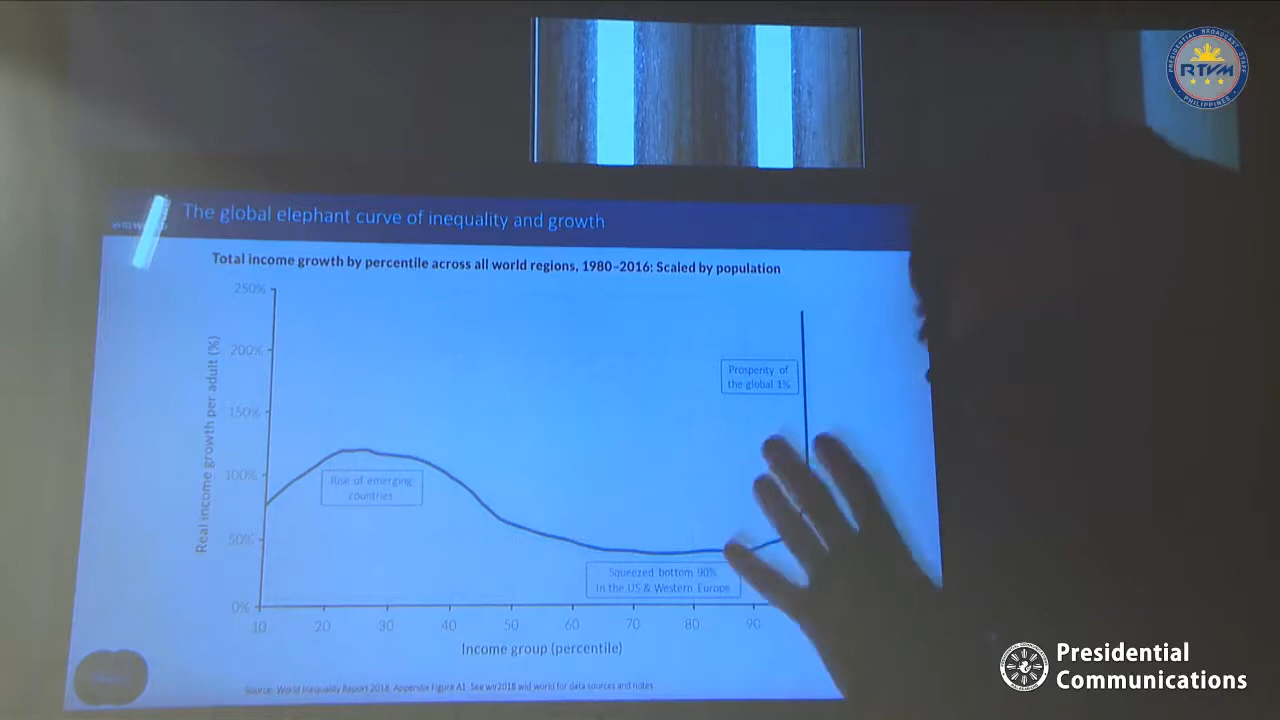 PRESIDENTIAL BROADCAST STAFF
RTVM
PHILIPPINES
The global elephant curve of inequality and growth
Total income growth by percentile across all world regions, 1980–2016: Scaled by population
Real income growth per adult (%)
250%
200%
150%
100%
50%
0%
Prosperity of
the global 1%
Rise of emerging
countries
Squeezed bottom 90%
in the US & Western Europe
10 20 30 40 50 60 70 80 90
Income group (percentile)
Source: World Inequality Report 2018, Appendix Figure A1. See wir2018.wid.world for data sources and notes.
Presidential
Communications